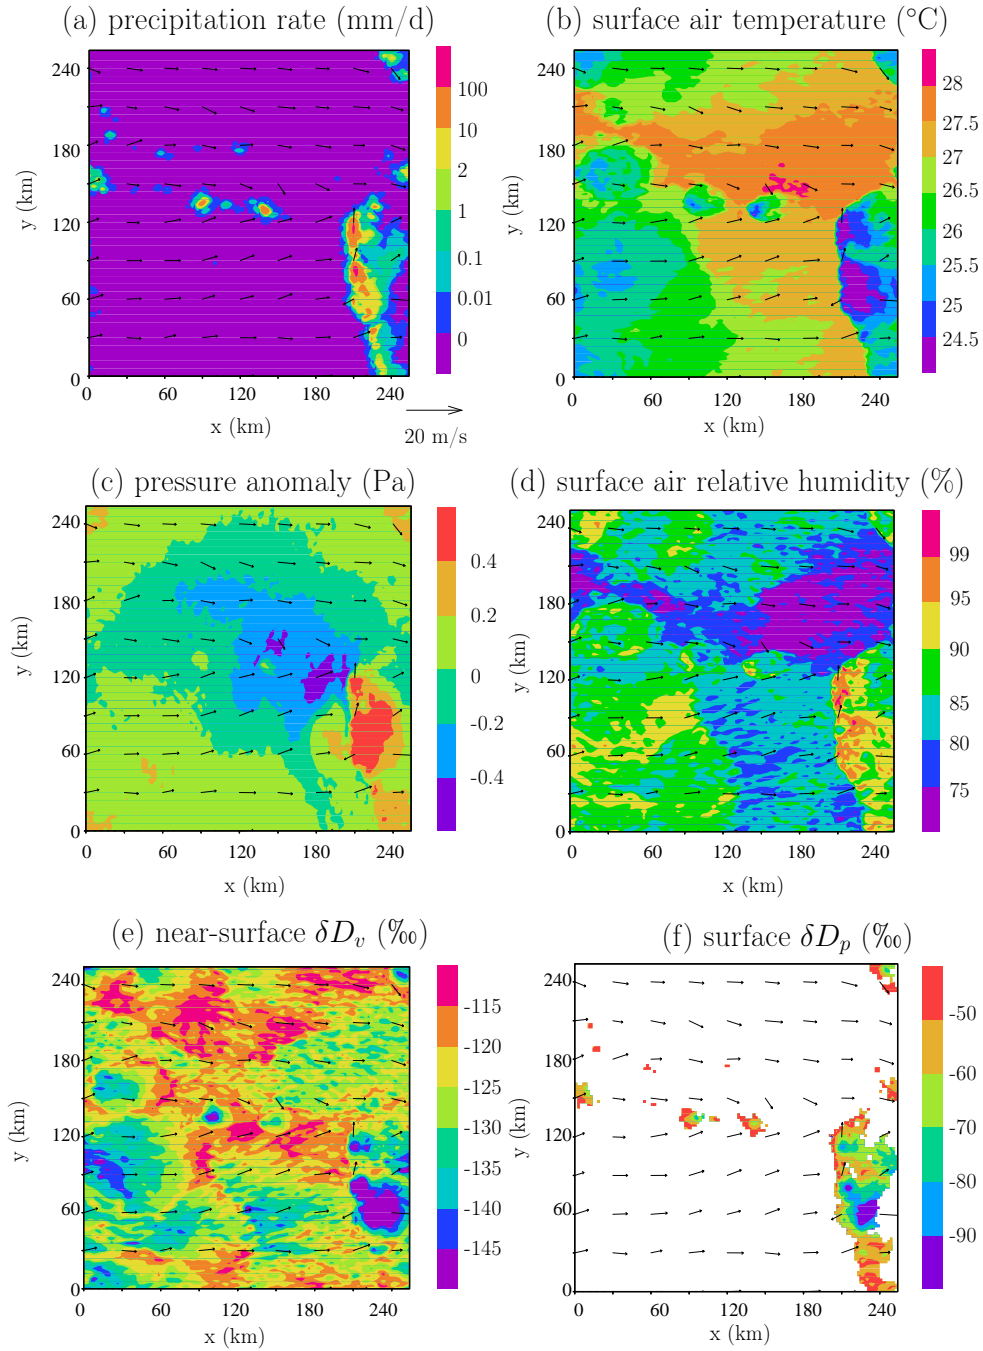 (a) precipitation rate (mm/d)
240
180
120
60
0
y (km)
0 60 120 180 240
x (km)
100
10
2
1
0.1
0.01
0
20 m/s
(b) surface air temperature (°C)
240
180
120
60
0
y (km)
0 60 120 180 240
x (km)
28
27.5
27
26.5
26
25.5
25
24.5
(c) pressure anomaly (Pa)
240
180
120
60
0
y (km)
0 60 120 180 240
x (km)
0.4
0.2
0
-0.2
-0.4
(d) surface air relative humidity (%)
240
180
120
60
0
y (km)
0 60 120 180 240
x (km)
99
95
90
85
80
75
(e) near-surface δD_v (‰)
240
180
120
60
0
y (km)
0 60 120 180 240
x (km)
-115
-120
-125
-130
-135
-140
-145
(f) surface δD_p (‰)
240
180
120
60
0
y (km)
0 60 120 180 240
x (km)
-50
-60
-70
-80
-90